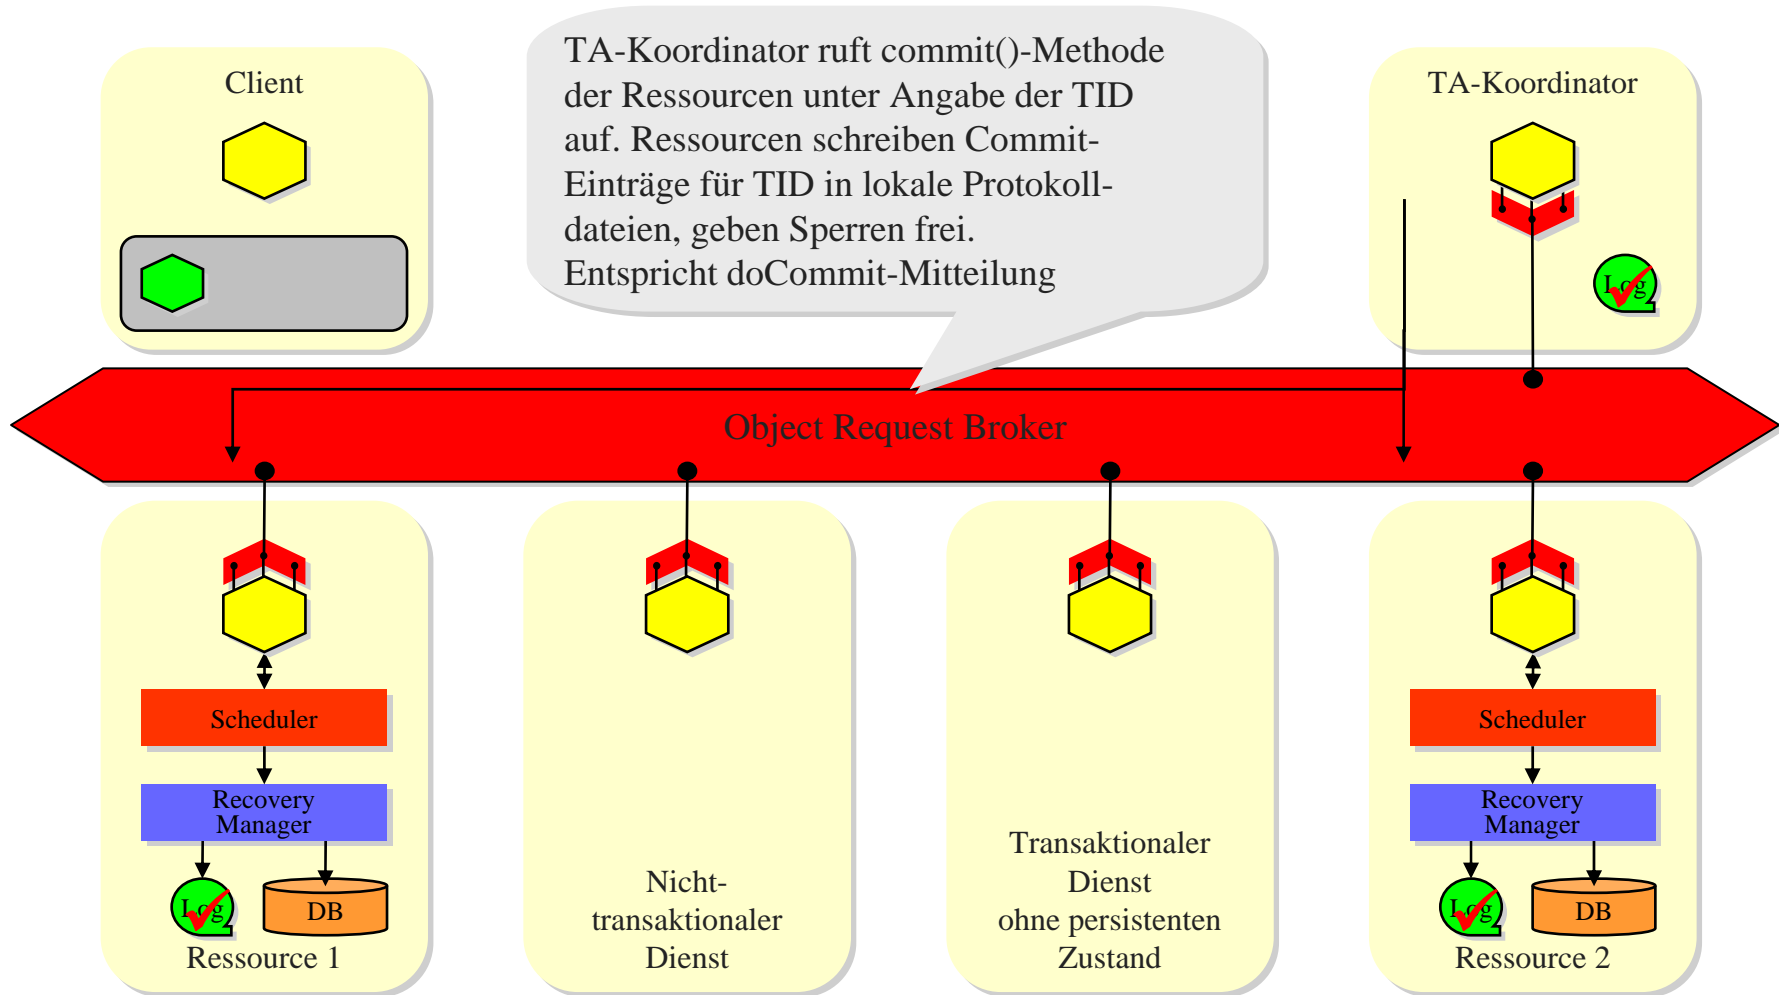 Client
TA-Koordinator ruft commit()-Methode
der Ressourcen unter Angabe der TID
auf. Ressourcen schreiben Commit-
Einträge für TID in lokale Protokoll-
dateien, geben Sperren frei.
Entspricht doCommit-Mitteilung
TA-Koordinator
Log
Object Request Broker
Scheduler
Recovery
Manager
Log
DB
Ressource 1
Nicht-
transaktionaler
Dienst
Transaktionaler
Dienst
ohne persistenten
Zustand
Scheduler
Recovery
Manager
Log
DB
Ressource 2